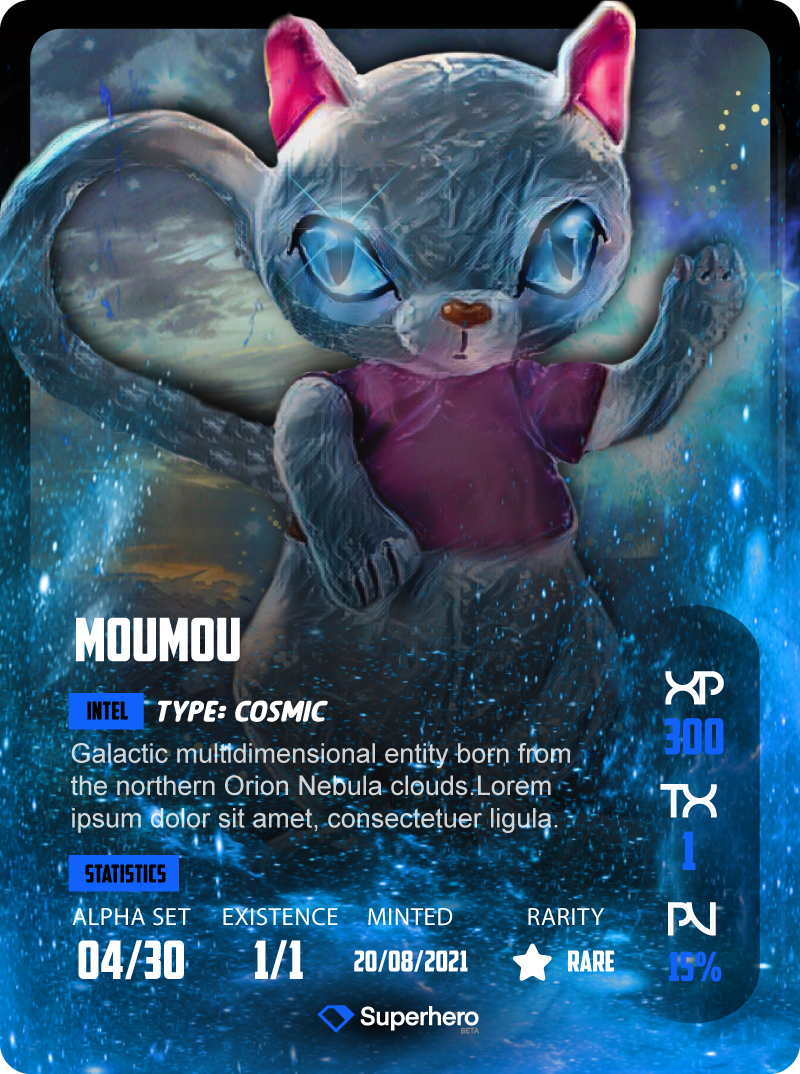 MOUMOU
INTEL TYPE: COSMIC
Galactic multidimensional entity born from
the northern Orion Nebula clouds.Lorem
ipsum dolor sit amet, consectetuer ligula.
STATISTICS
ALPHA SET EXISTENCE MINTED RARITY
04/30 1/1 20/08/2021 RARE
XP
300
TX
1
PV
15%
Superhero
BETA